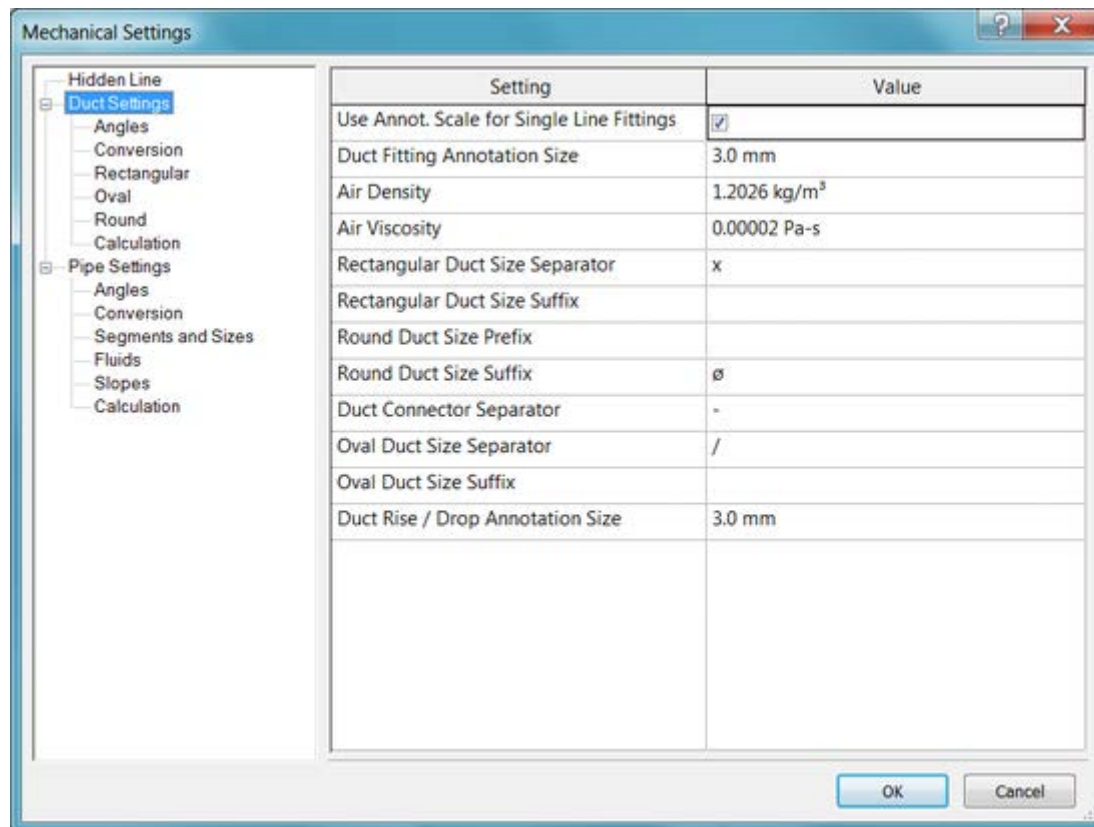 Mechanical Settings
Hidden Line
Duct Settings
Angles
Conversion
Rectangular
Oval
Round
Calculation
Pipe Settings
Angles
Conversion
Segments and Sizes
Fluids
Slopes
Calculation
Setting Value
Use Annot. Scale for Single Line Fittings
Duct Fitting Annotation Size 3.0 mm
Air Density 1.2026 kg/m³
Air Viscosity 0.00002 Pa-s
Rectangular Duct Size Separator x
Rectangular Duct Size Suffix
Round Duct Size Prefix
Round Duct Size Suffix ø
Duct Connector Separator -
Oval Duct Size Separator /
Oval Duct Size Suffix
Duct Rise / Drop Annotation Size 3.0 mm
OK Cancel